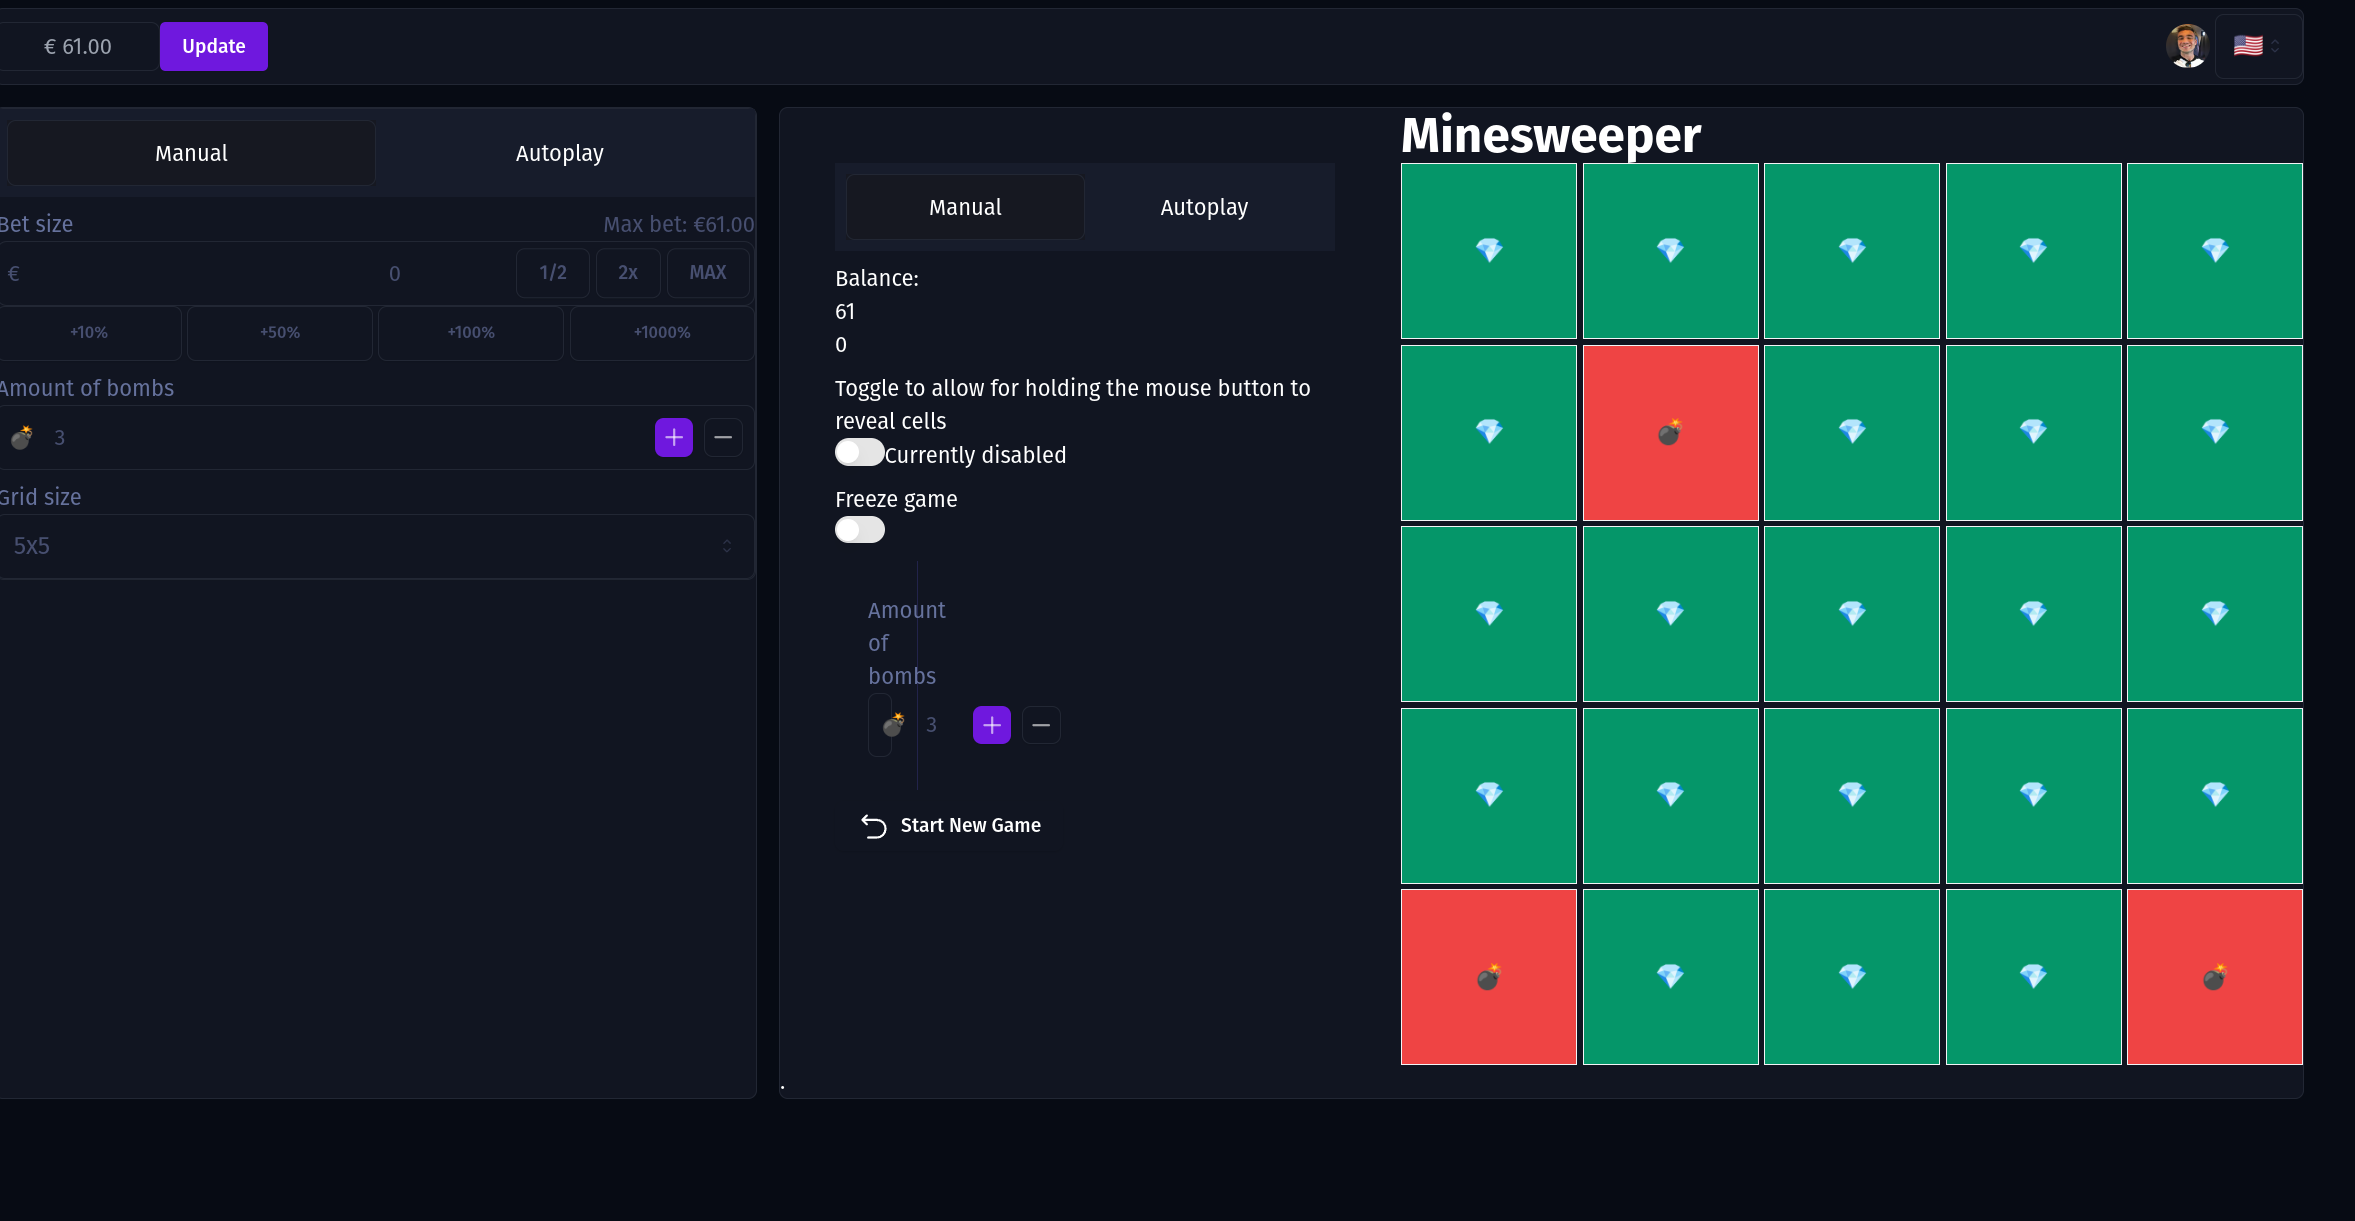 € 61.00
Update
Manual
Autoplay
Bet size
Max bet: €61.00
€
0
1/2
2x
MAX
+10%
+50%
+100%
+1000%
Amount of bombs
3
Grid size
5x5
Manual
Autoplay
Balance:
61
0
Toggle to allow for holding the mouse button to
reveal cells
Currently disabled
Freeze game
Amount
of
bombs
3
Start New Game
.
Minesweeper